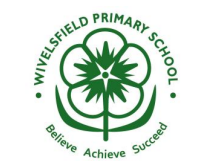 • WIVELSFIELD PRIMARY SCHOOL •
Believe Achieve Succeed